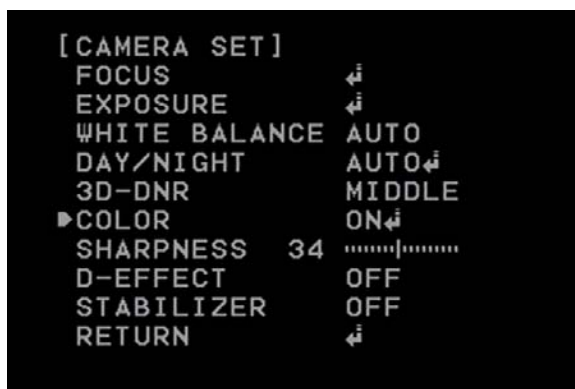 [CAMERA SET]
FOCUS ↵
EXPOSURE ↵
WHITE BALANCE AUTO
DAY/NIGHT AUTO↵
3D-DNR MIDDLE
COLOR ON↵
SHARPNESS 34
D-EFFECT OFF
STABILIZER OFF
RETURN ↵